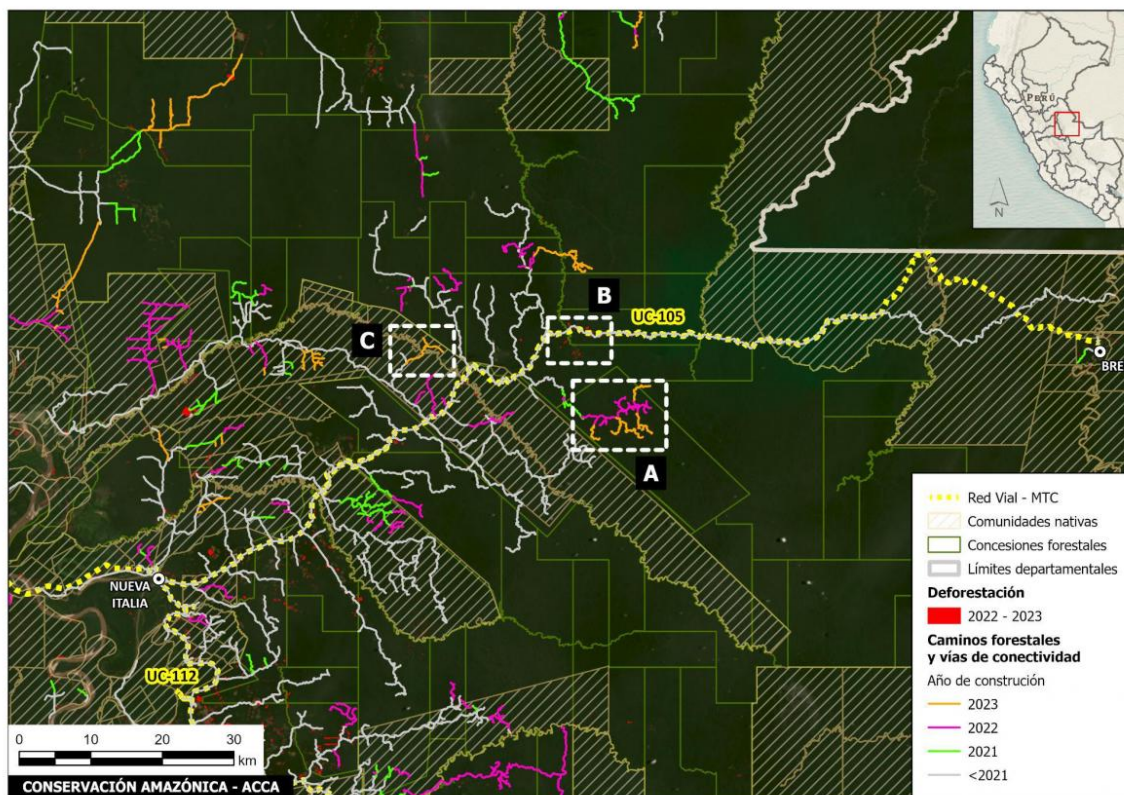 PERÚ
N
B
UC-105
C
BRE
A
NUEVA
ITALIA
UC-112
Red Vial - MTC
Comunidades nativas
Concesiones forestales
Límites departamentales
Deforestación
2022 - 2023
Caminos forestales
y vías de conectividad
Año de construción
2023
2022
2021
<2021
0 10 20 30
km
CONSERVACIÓN AMAZÓNICA - ACCA